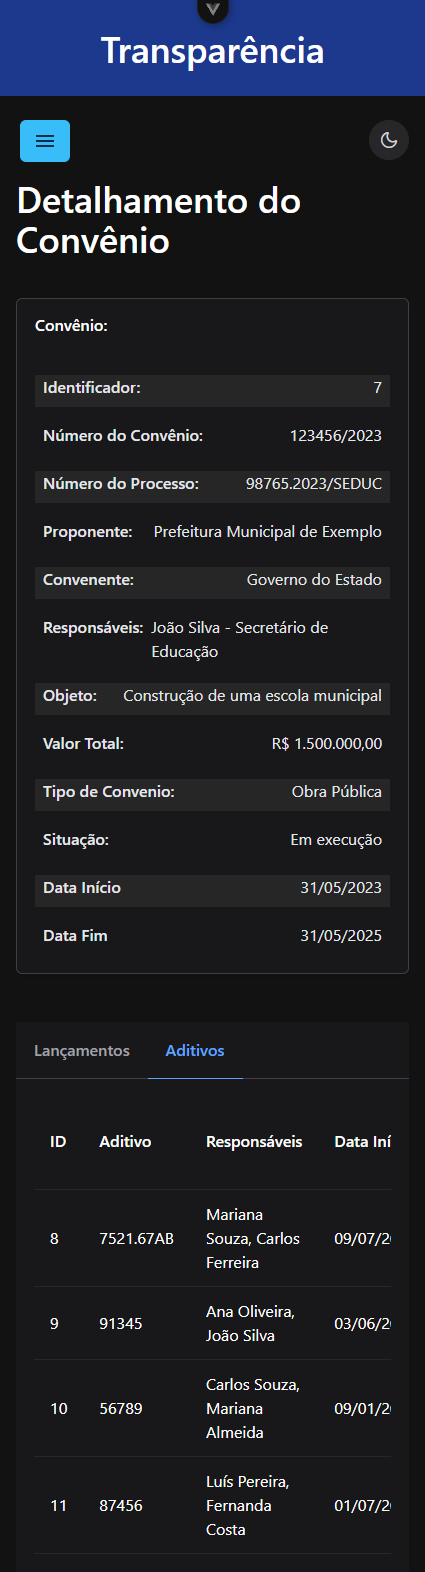 Transparência
Detalhamento do
Convênio
Convênio:
Identificador: 7
Número do Convênio: 123456/2023
Número do Processo: 98765.2023/SEDUC
Proponente: Prefeitura Municipal de Exemplo
Convenente: Governo do Estado
Responsáveis: João Silva - Secretário de
Educação
Objeto: Construção de uma escola municipal
Valor Total: R$ 1.500.000,00
Tipo de Convenio: Obra Pública
Situação: Em execução
Data Início 31/05/2023
Data Fim 31/05/2025
Lançamentos Aditivos
ID Aditivo Responsáveis Data Iní
Mariana
8 7521.67AB Souza, Carlos 09/07/2
Ferreira
Ana Oliveira,
9 91345 João Silva 03/06/2
Carlos Souza,
10 56789 Mariana 09/01/2
Almeida
Luís Pereira,
11 87456 Fernanda 01/07/2
Costa